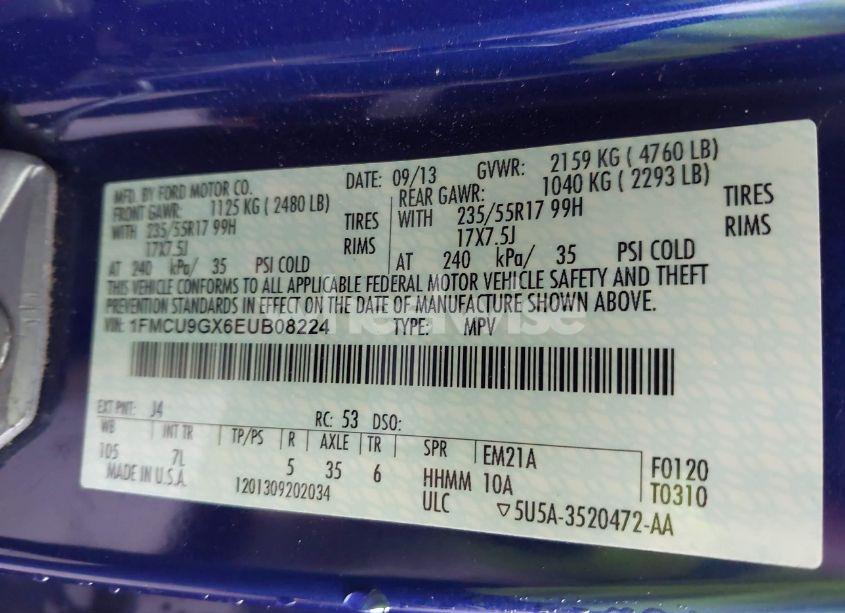 MFD. BY FORD MOTOR CO.
DATE: 09/13 GVWR: 2159 KG ( 4760 LB)
FRONT GAWR: 1125 KG ( 2480 LB) REAR GAWR: 1040 KG ( 2293 LB)
WITH 235/55R17 99H TIRES WITH 235/55R17 99H TIRES
17X7.5J RIMS 17X7.5J RIMS
AT 240 kPa/ 35 PSI COLD AT 240 kPa/ 35 PSI COLD
THIS VEHICLE CONFORMS TO ALL APPLICABLE FEDERAL MOTOR VEHICLE SAFETY AND THEFT
PREVENTION STANDARDS IN EFFECT ON THE DATE OF MANUFACTURE SHOWN ABOVE.
VIN: 1FMCU9GX6EUB08224 TYPE: MPV
EXT PNT: J4 RC: 53 DSO:
WB INT TR TP/PS R AXLE TR SPR EM21A F0120
105 7L 5 35 6 HHMM 10A T0310
MADE IN U.S.A. 1201309202034 ULC ▽5U5A-3520472-AA